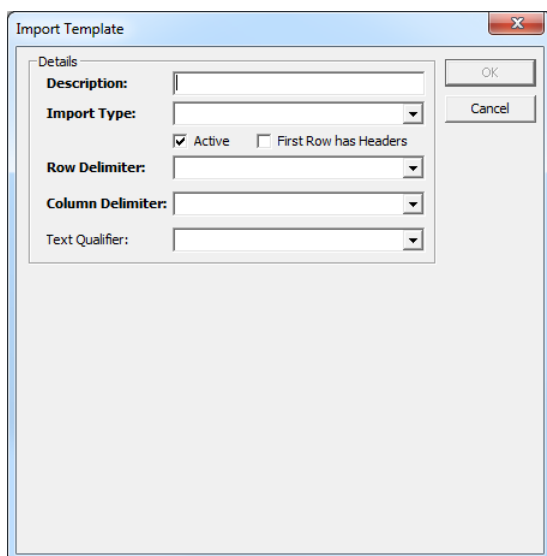 Import Template
Details
Description:
OK
Import Type:
Cancel
Active
First Row has Headers
Row Delimiter:
Column Delimiter:
Text Qualifier: